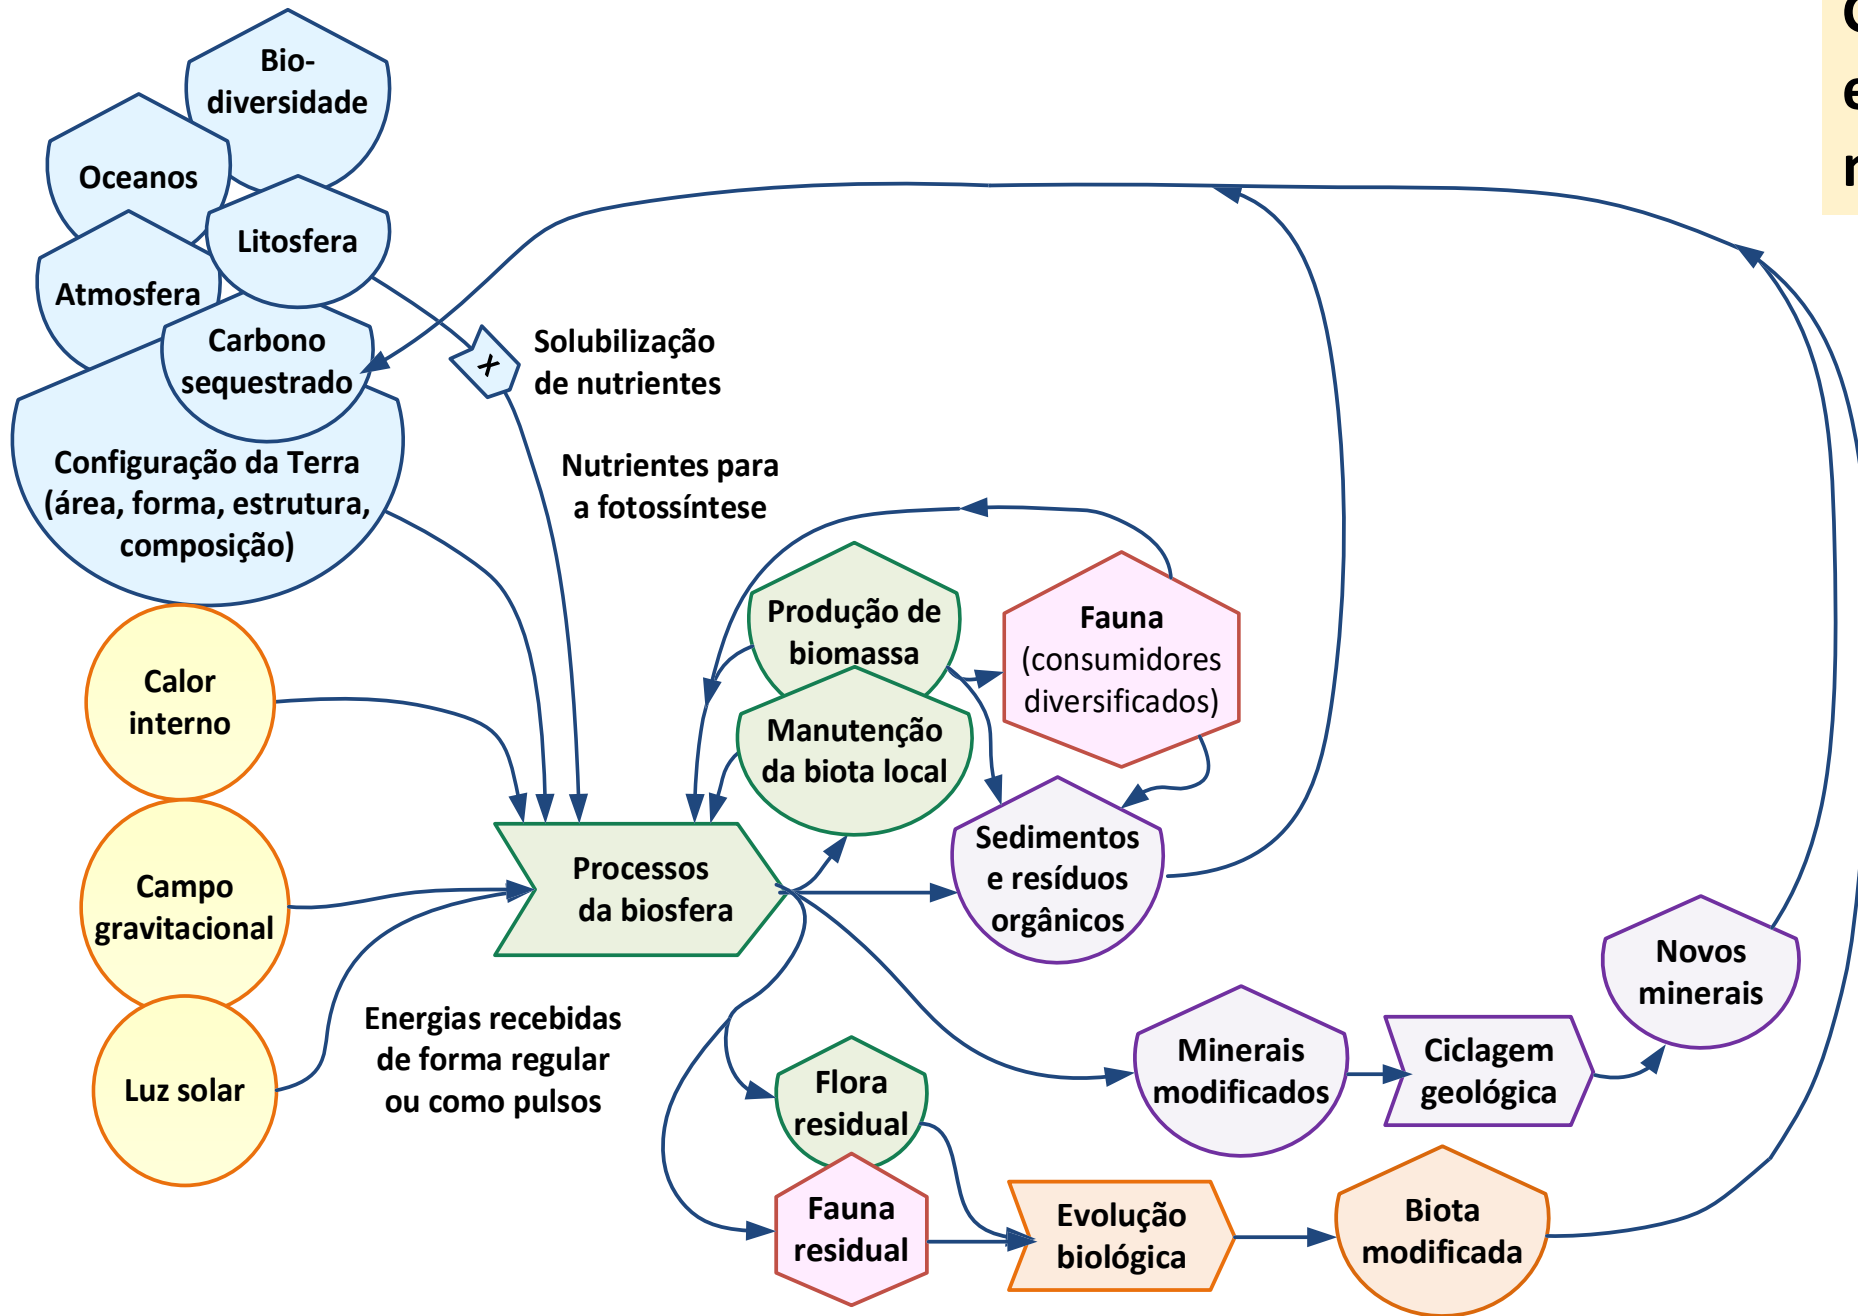 Bio-
diversidade
Oceanos
Litosfera
Atmosfera
Carbono
sequestrado
Configuração da Terra
(área, forma, estrutura,
composição)
X
Solubilização
de nutrientes
Nutrientes para
a fotossíntese
Calor
interno
Campo
gravitacional
Luz solar
Energias recebidas
de forma regular
ou como pulsos
Processos
da biosfera
Produção de
biomassa
Manutenção
da biota local
Fauna
(consumidores
diversificados)
Sedimentos
e resíduos
orgânicos
Minerais
modificados
Ciclagem
geológica
Novos
minerais
Flora
residual
Fauna
residual
Evolução
biológica
Biota
modificada